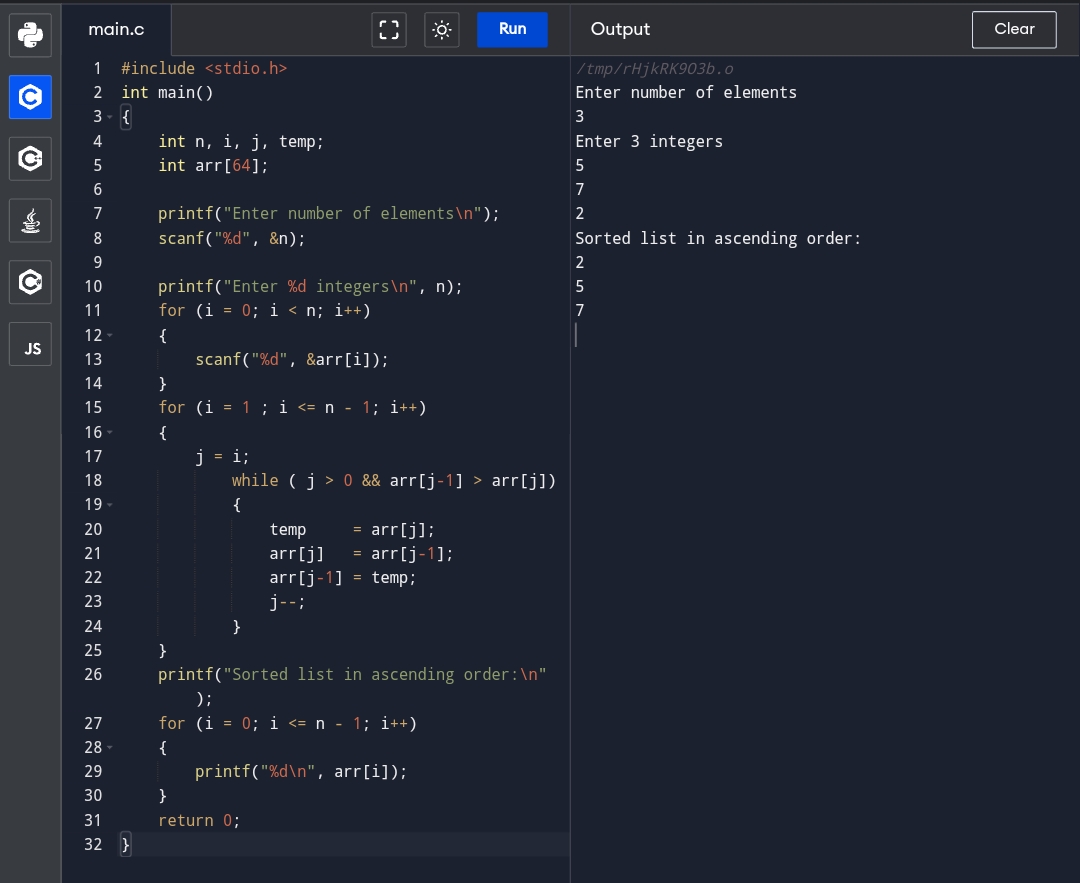 main.c
Run
Output
Clear
1 #include <stdio.h>
2 int main()
3 {
4     int n, i, j, temp;
5     int arr[64];
6
7     printf("Enter number of elements\n");
8     scanf("%d", &n);
9
10     printf("Enter %d integers\n", n);
11     for (i = 0; i < n; i++)
12     {
13         scanf("%d", &arr[i]);
14     }
15     for (i = 1 ; i <= n - 1; i++)
16     {
17         j = i;
18             while ( j > 0 && arr[j-1] > arr[j])
19             {
20                 temp     = arr[j];
21                 arr[j]   = arr[j-1];
22                 arr[j-1] = temp;
23                 j--;
24             }
25     }
26     printf("Sorted list in ascending order:\n"
        );
27     for (i = 0; i <= n - 1; i++)
28     {
29         printf("%d\n", arr[i]);
30     }
31     return 0;
32 }
/tmp/rHjkRK9O3b.o
Enter number of elements
3
Enter 3 integers
5
7
2
Sorted list in ascending order:
2
5
7
JS